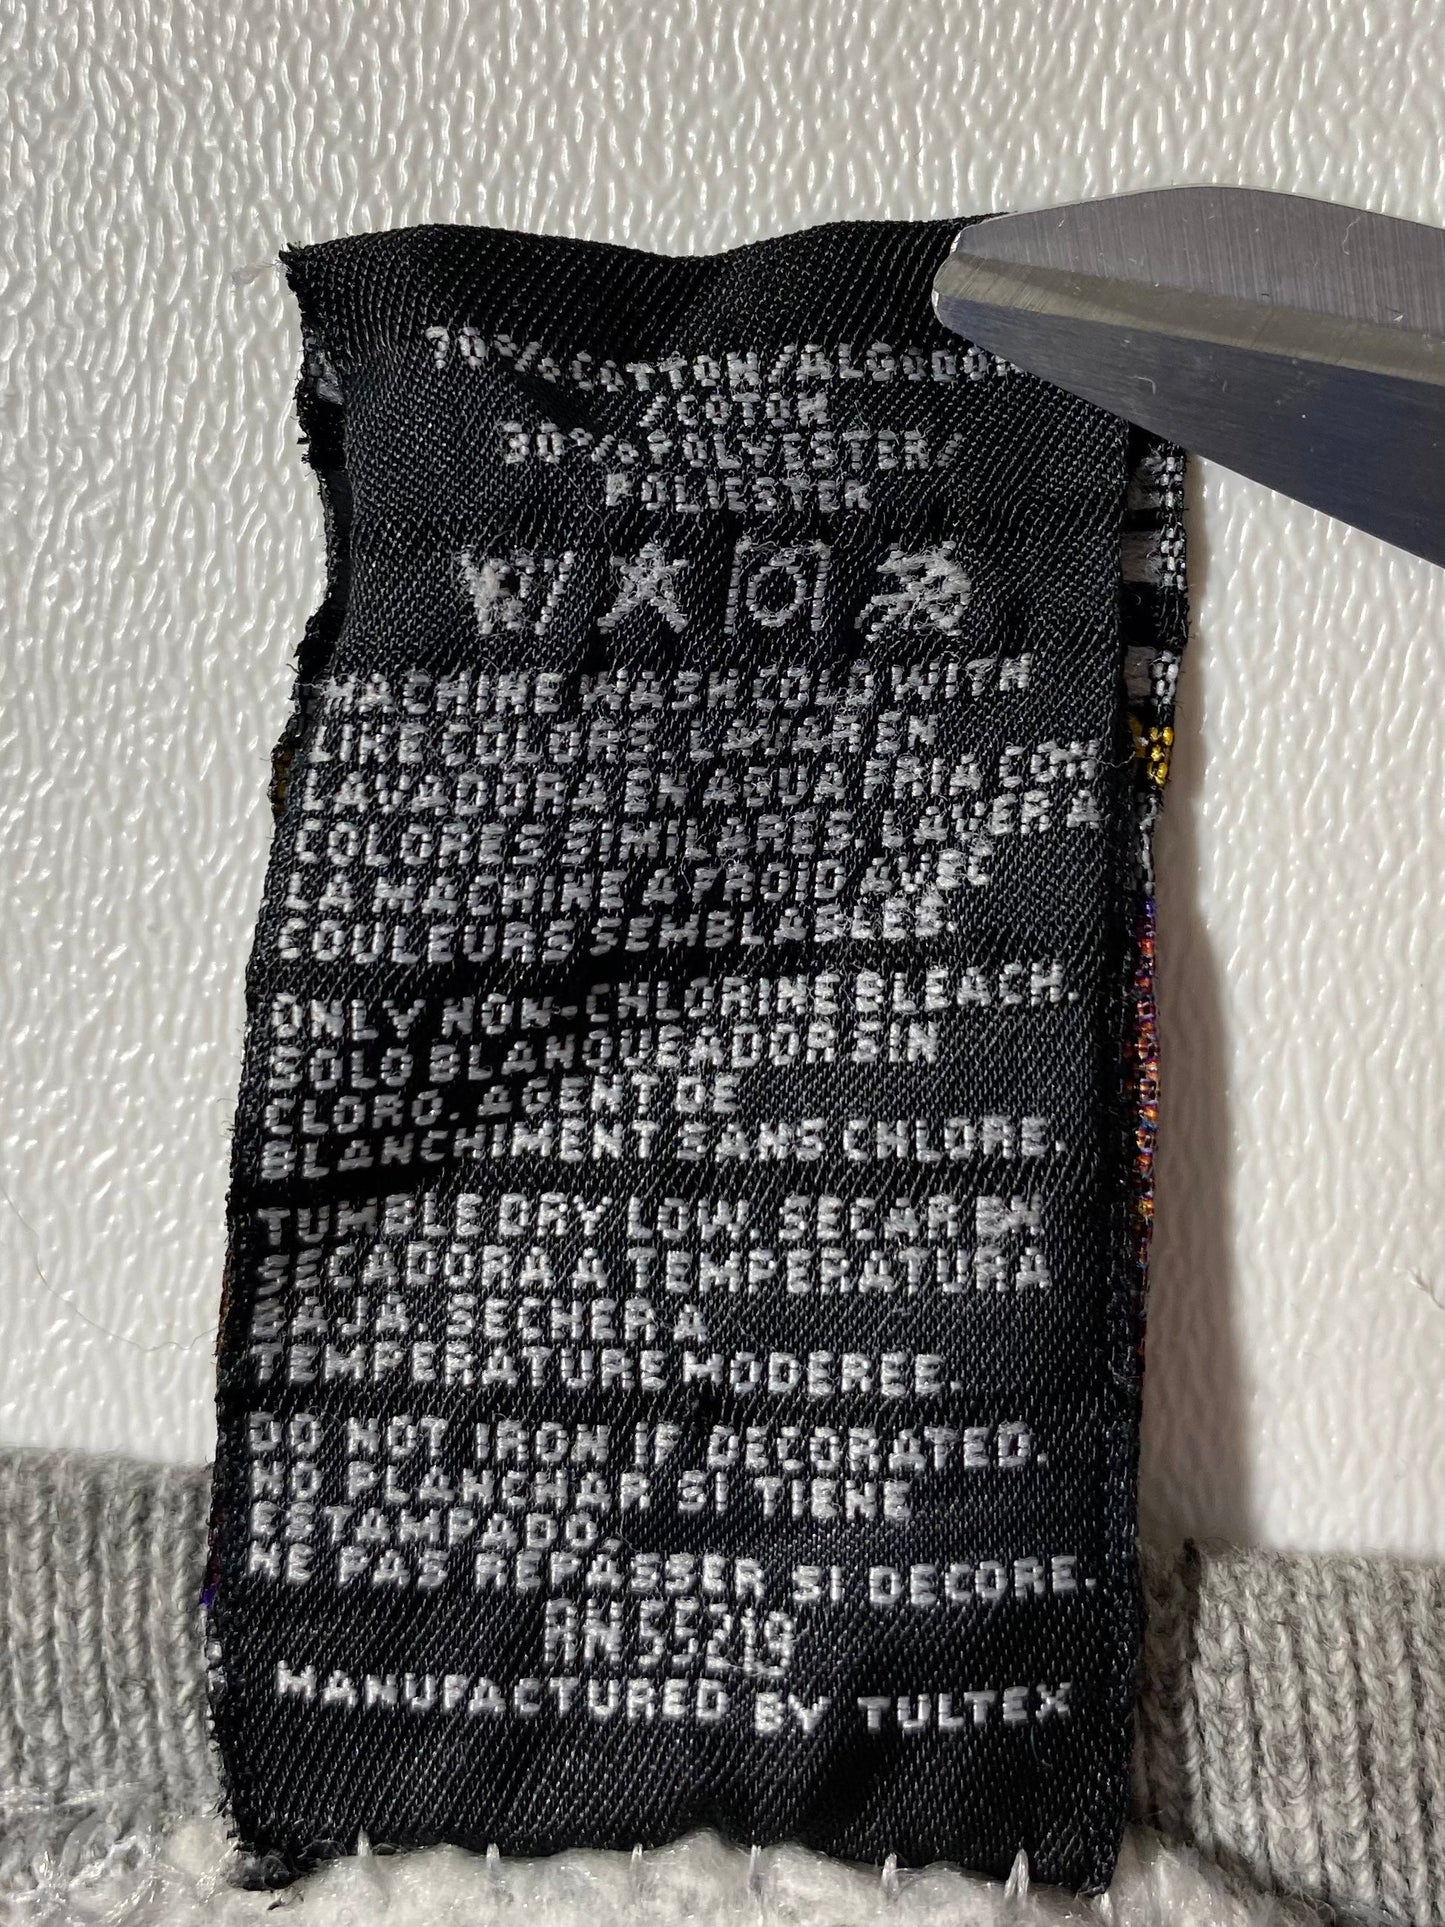 70% COTTON/ALGODON
/COTON
30% POLYESTER/
POLIESTER
MACHINE WASH COLD WITH
LIKE COLORS. LAVAR EN
LAVADORA EN AGUA FRIA CON
COLORES SIMILARES. LAVER A
LA MACHINE A FROID AVEC
COULEURS SEMBLABLES.
ONLY NON-CHLORINE BLEACH.
SOLO BLANQUEADOR SIN
CLORO. AGENT DE
BLANCHIMENT SANS CHLORE.
TUMBLE DRY LOW. SECAR EN
SECADORA A TEMPERATURA
BAJA. SECHER A
TEMPERATURE MODEREE.
DO NOT IRON IF DECORATED.
NO PLANCHAR SI TIENE
ESTAMPADO.
NE PAS REPASSER SI DECORE.
RN 55219
MANUFACTURED BY TULTEX